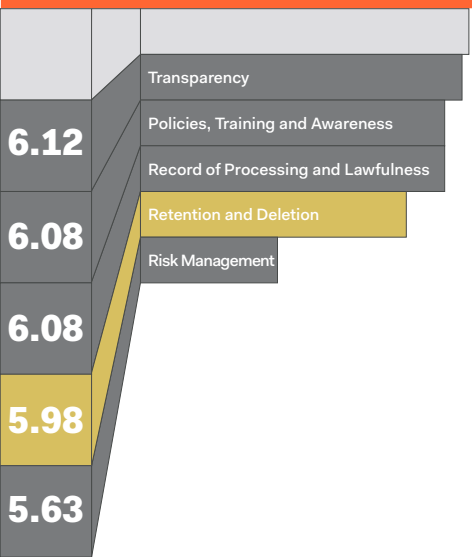 6.12
Transparency
6.08
Policies, Training and Awareness
6.08
Record of Processing and Lawfulness
5.98
Retention and Deletion
5.63
Risk Management